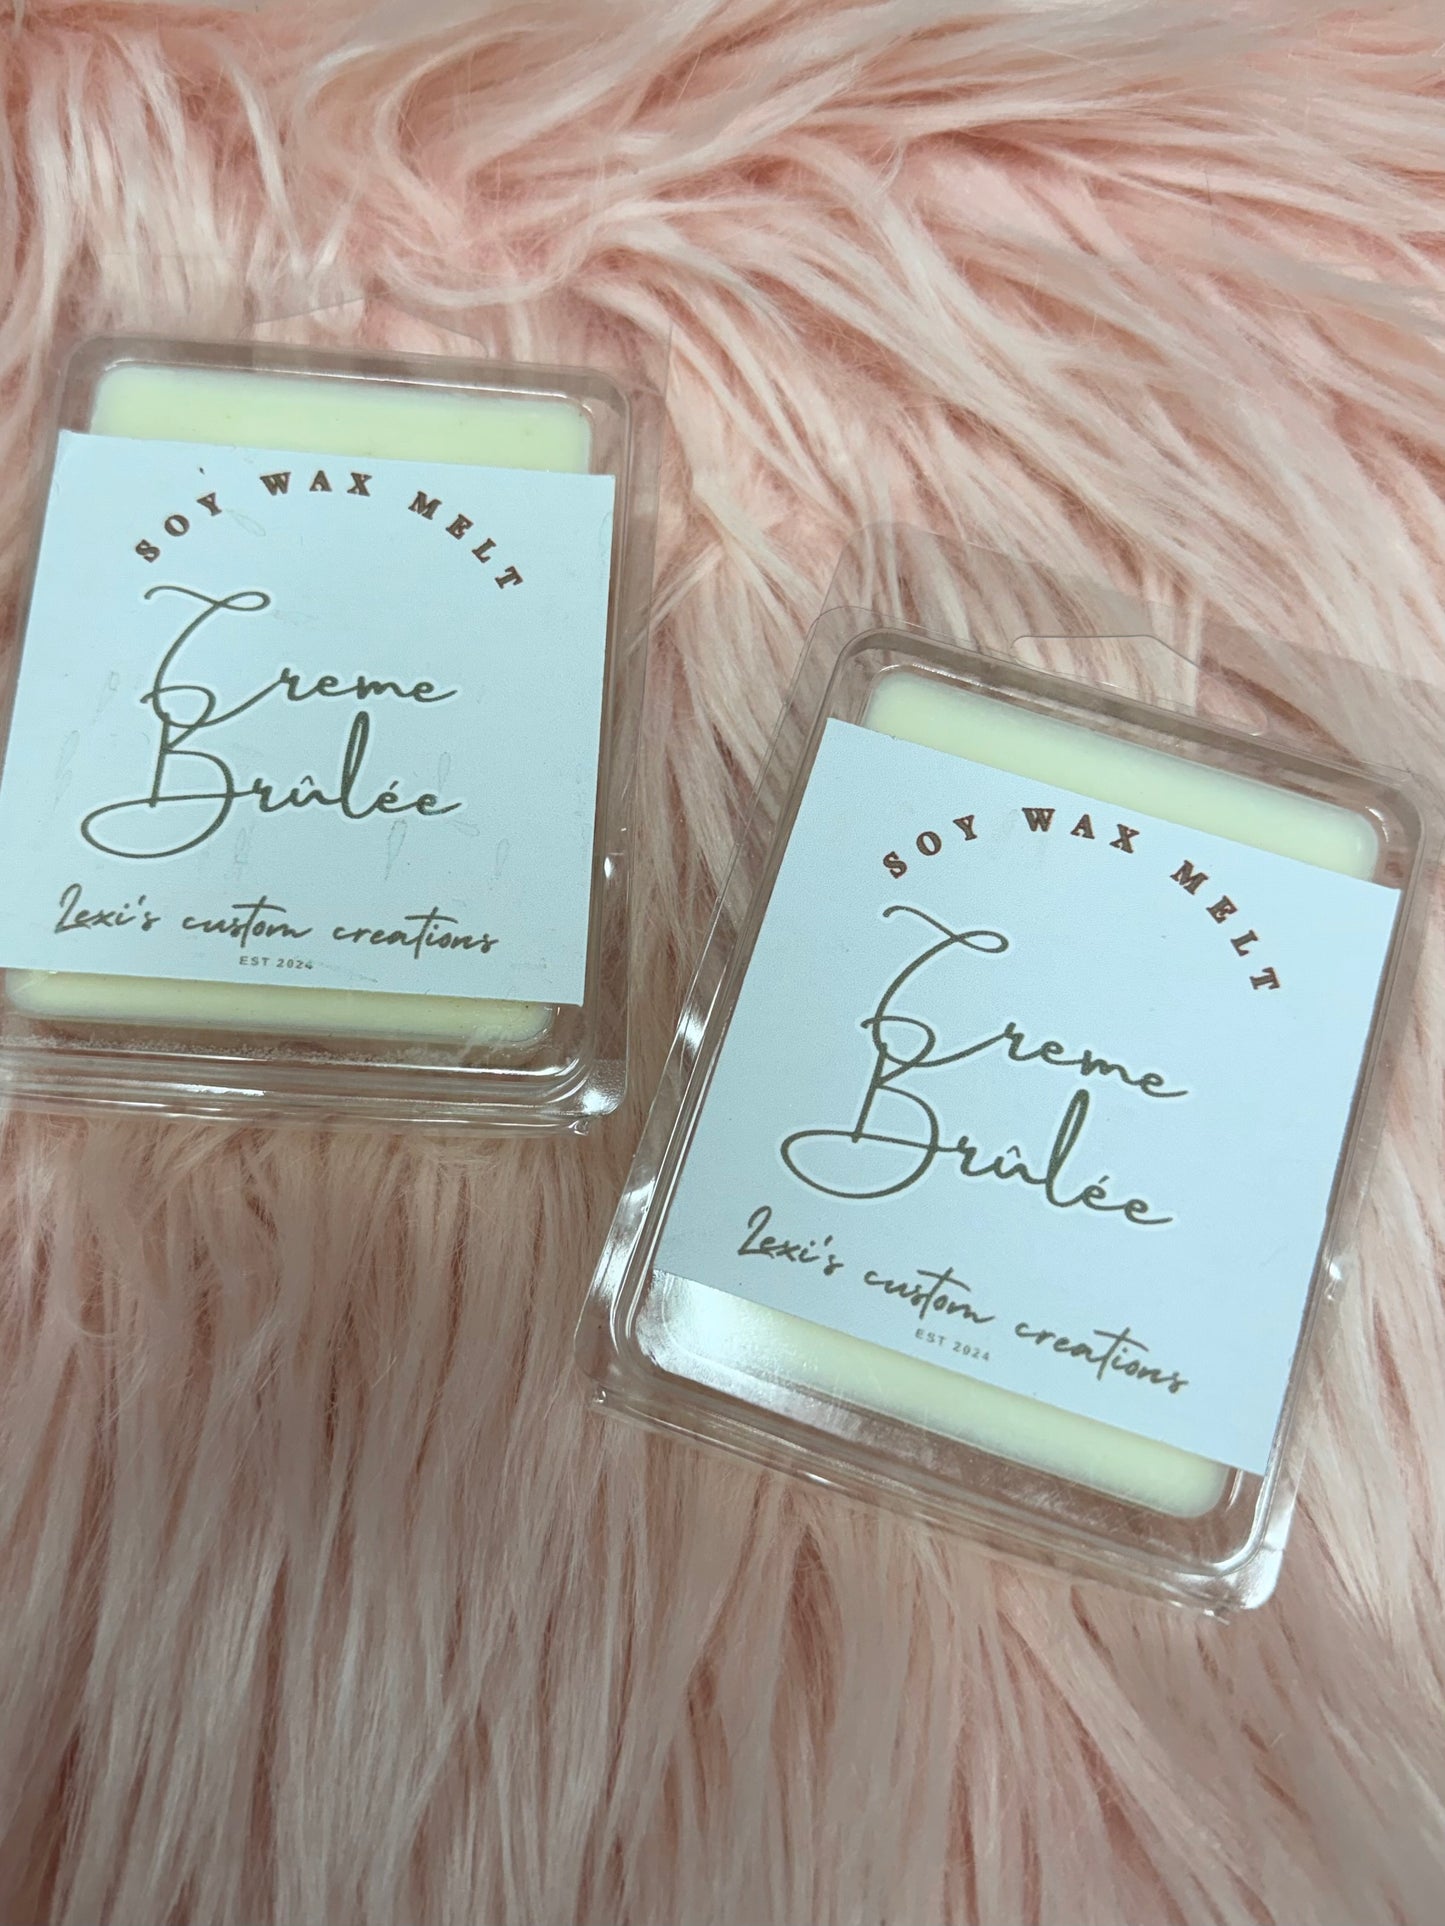 SOY WAX MELT
Creme
Brûlée
Lexi's custom creations
EST 2024
SOY WAX MELT
Creme
Brûlée
Lexi's custom creations
EST 2024